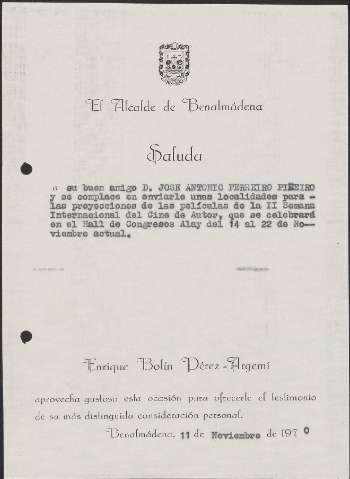 El Alcalde de Benalmádena
Saluda
a su buen amigo D. JOSE ANTONIO FERREIRO PIÑEIRO
y se complace en enviarle unas localidades para -
las proyecciones de las películas de la II Semana
Internacional del Cine de Autor, que se celebrará
en el Hall de Congresos Alay del 14 al 22 de No--
viembre actual.
Enrique Bolín Pérez-Argemí
aprovecha gustoso esta ocasión para ofrecerle el testimonio
de su más distinguida consideración personal.
Benalmádena, 11 de Noviembre de 1970